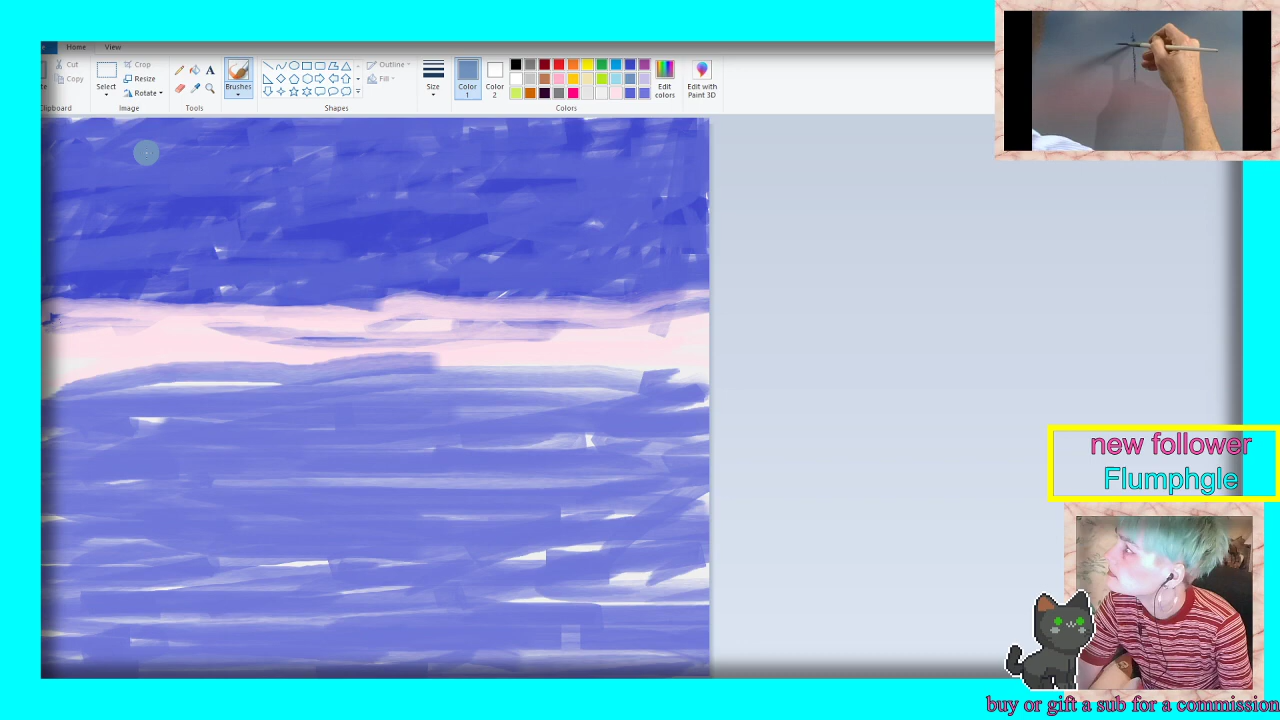 Home View
Cut
Copy
Clipboard
Select
Crop
Resize
Rotate
Image
A
Tools
Brushes
Outline
Fill
Shapes
Size
Color
1
Color
2
Edit
colors
Edit with
Paint 3D
Colors
new follower
Flumphgle
buy or gift a sub for a commission